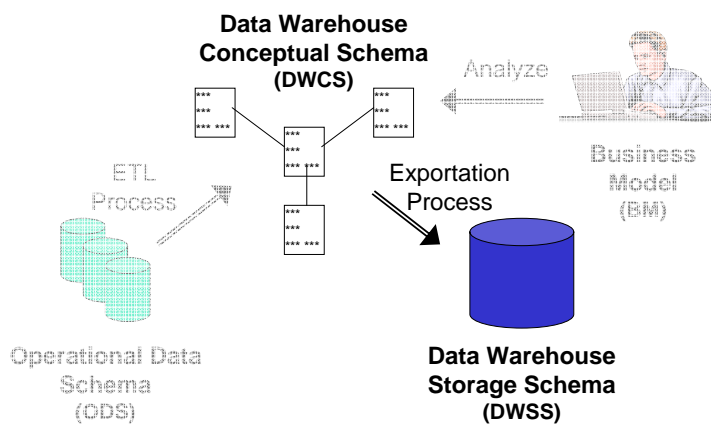 Data Warehouse
Conceptual Schema
(DWCS)
Analyze
***
***
*** ***
***
***
*** ***
***
***
*** ***
***
***
*** ***
ETL
Process
Exportation
Process
Business
Model
(BM)
Operational Data
Schema
(ODS)
Data Warehouse
Storage Schema
(DWSS)